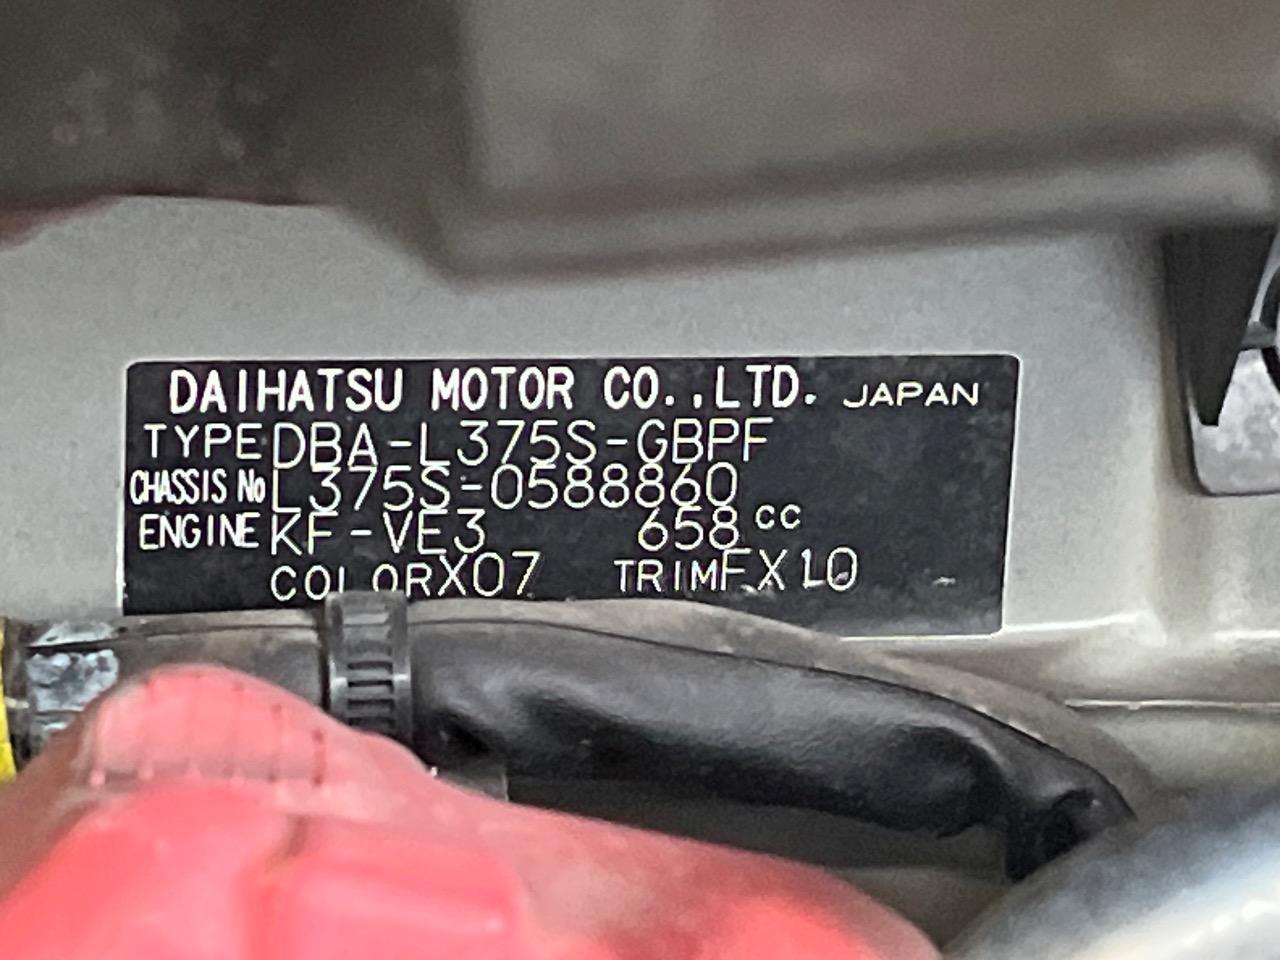 DAIHATSU MOTOR CO.,LTD. JAPAN
TYPE DBA-L375S-GBPF
CHASSIS No L375S-0588860
ENGINE KF-VE3 658 cc
COLOR X07 TRIM FX10